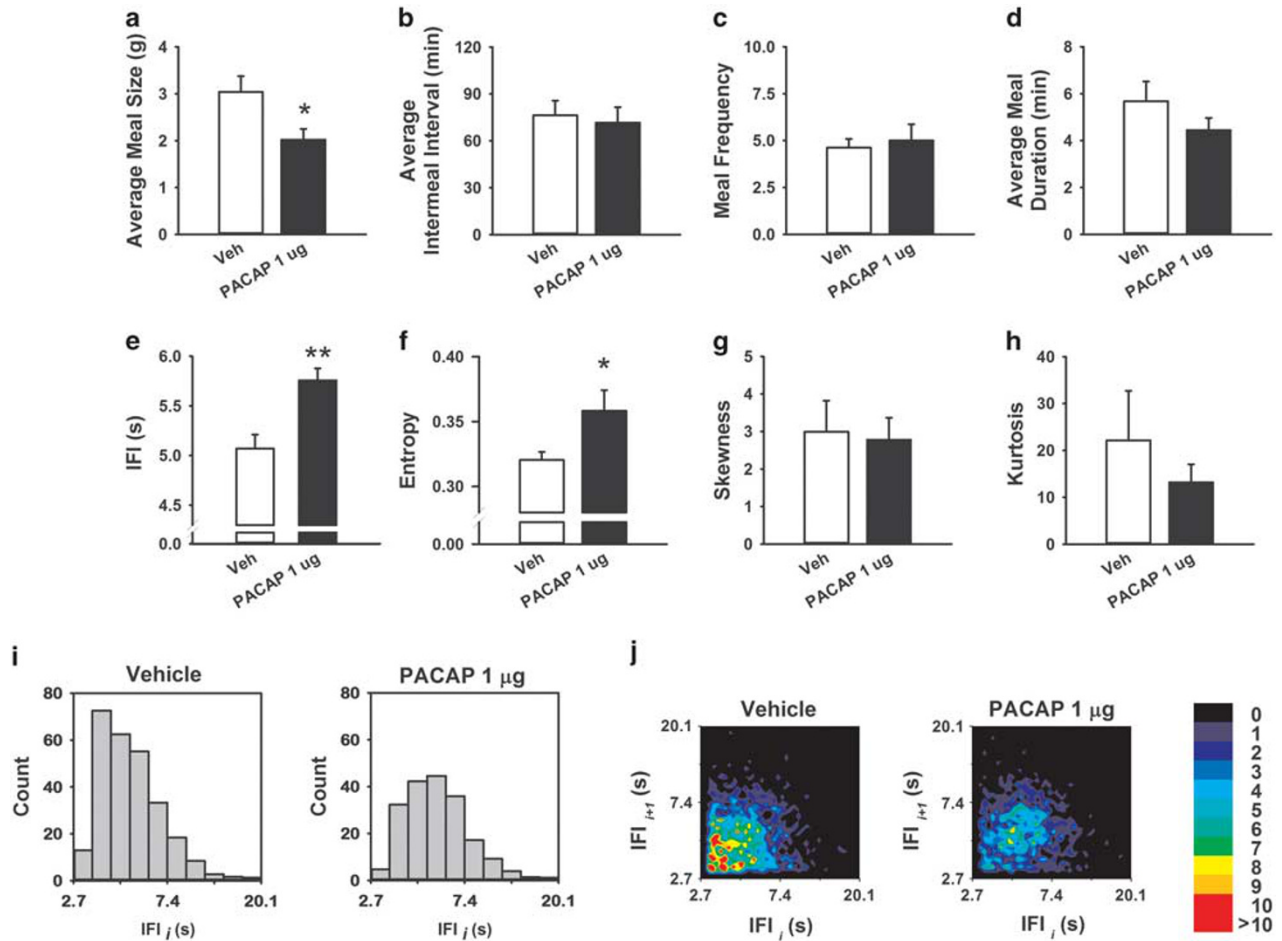 a
Average Meal Size (g)
4
3
2
1
0
*
Veh
PACAP 1 ug
b
Average
Intermeal Interval (min)
120
90
60
30
0
Veh
PACAP 1 ug
c
Meal Frequency
10.0
7.5
5.0
2.5
0.0
Veh
PACAP 1 ug
d
Average Meal
Duration (min)
8
6
4
2
0
Veh
PACAP 1 ug
e
IFI (s)
6.0
5.5
5.0
4.5
0.0
**
Veh
PACAP 1 ug
f
Entropy
0.40
0.35
0.30
0.00
*
Veh
PACAP 1 ug
g
Skewness
5
4
3
2
1
0
Veh
PACAP 1 ug
h
Kurtosis
40
30
20
10
0
Veh
PACAP 1 ug
i
Vehicle
Count
80
60
40
20
0
2.7 7.4 20.1
IFI i (s)
PACAP 1 μg
Count
80
60
40
20
0
2.7 7.4 20.1
IFI i (s)
j
Vehicle
IFI i+1 (s)
20.1
7.4
2.7
2.7 7.4 20.1
IFI i (s)
PACAP 1 μg
IFI i+1 (s)
20.1
7.4
2.7
2.7 7.4 20.1
IFI i (s)
0
1
2
3
4
5
6
7
8
9
10
>10